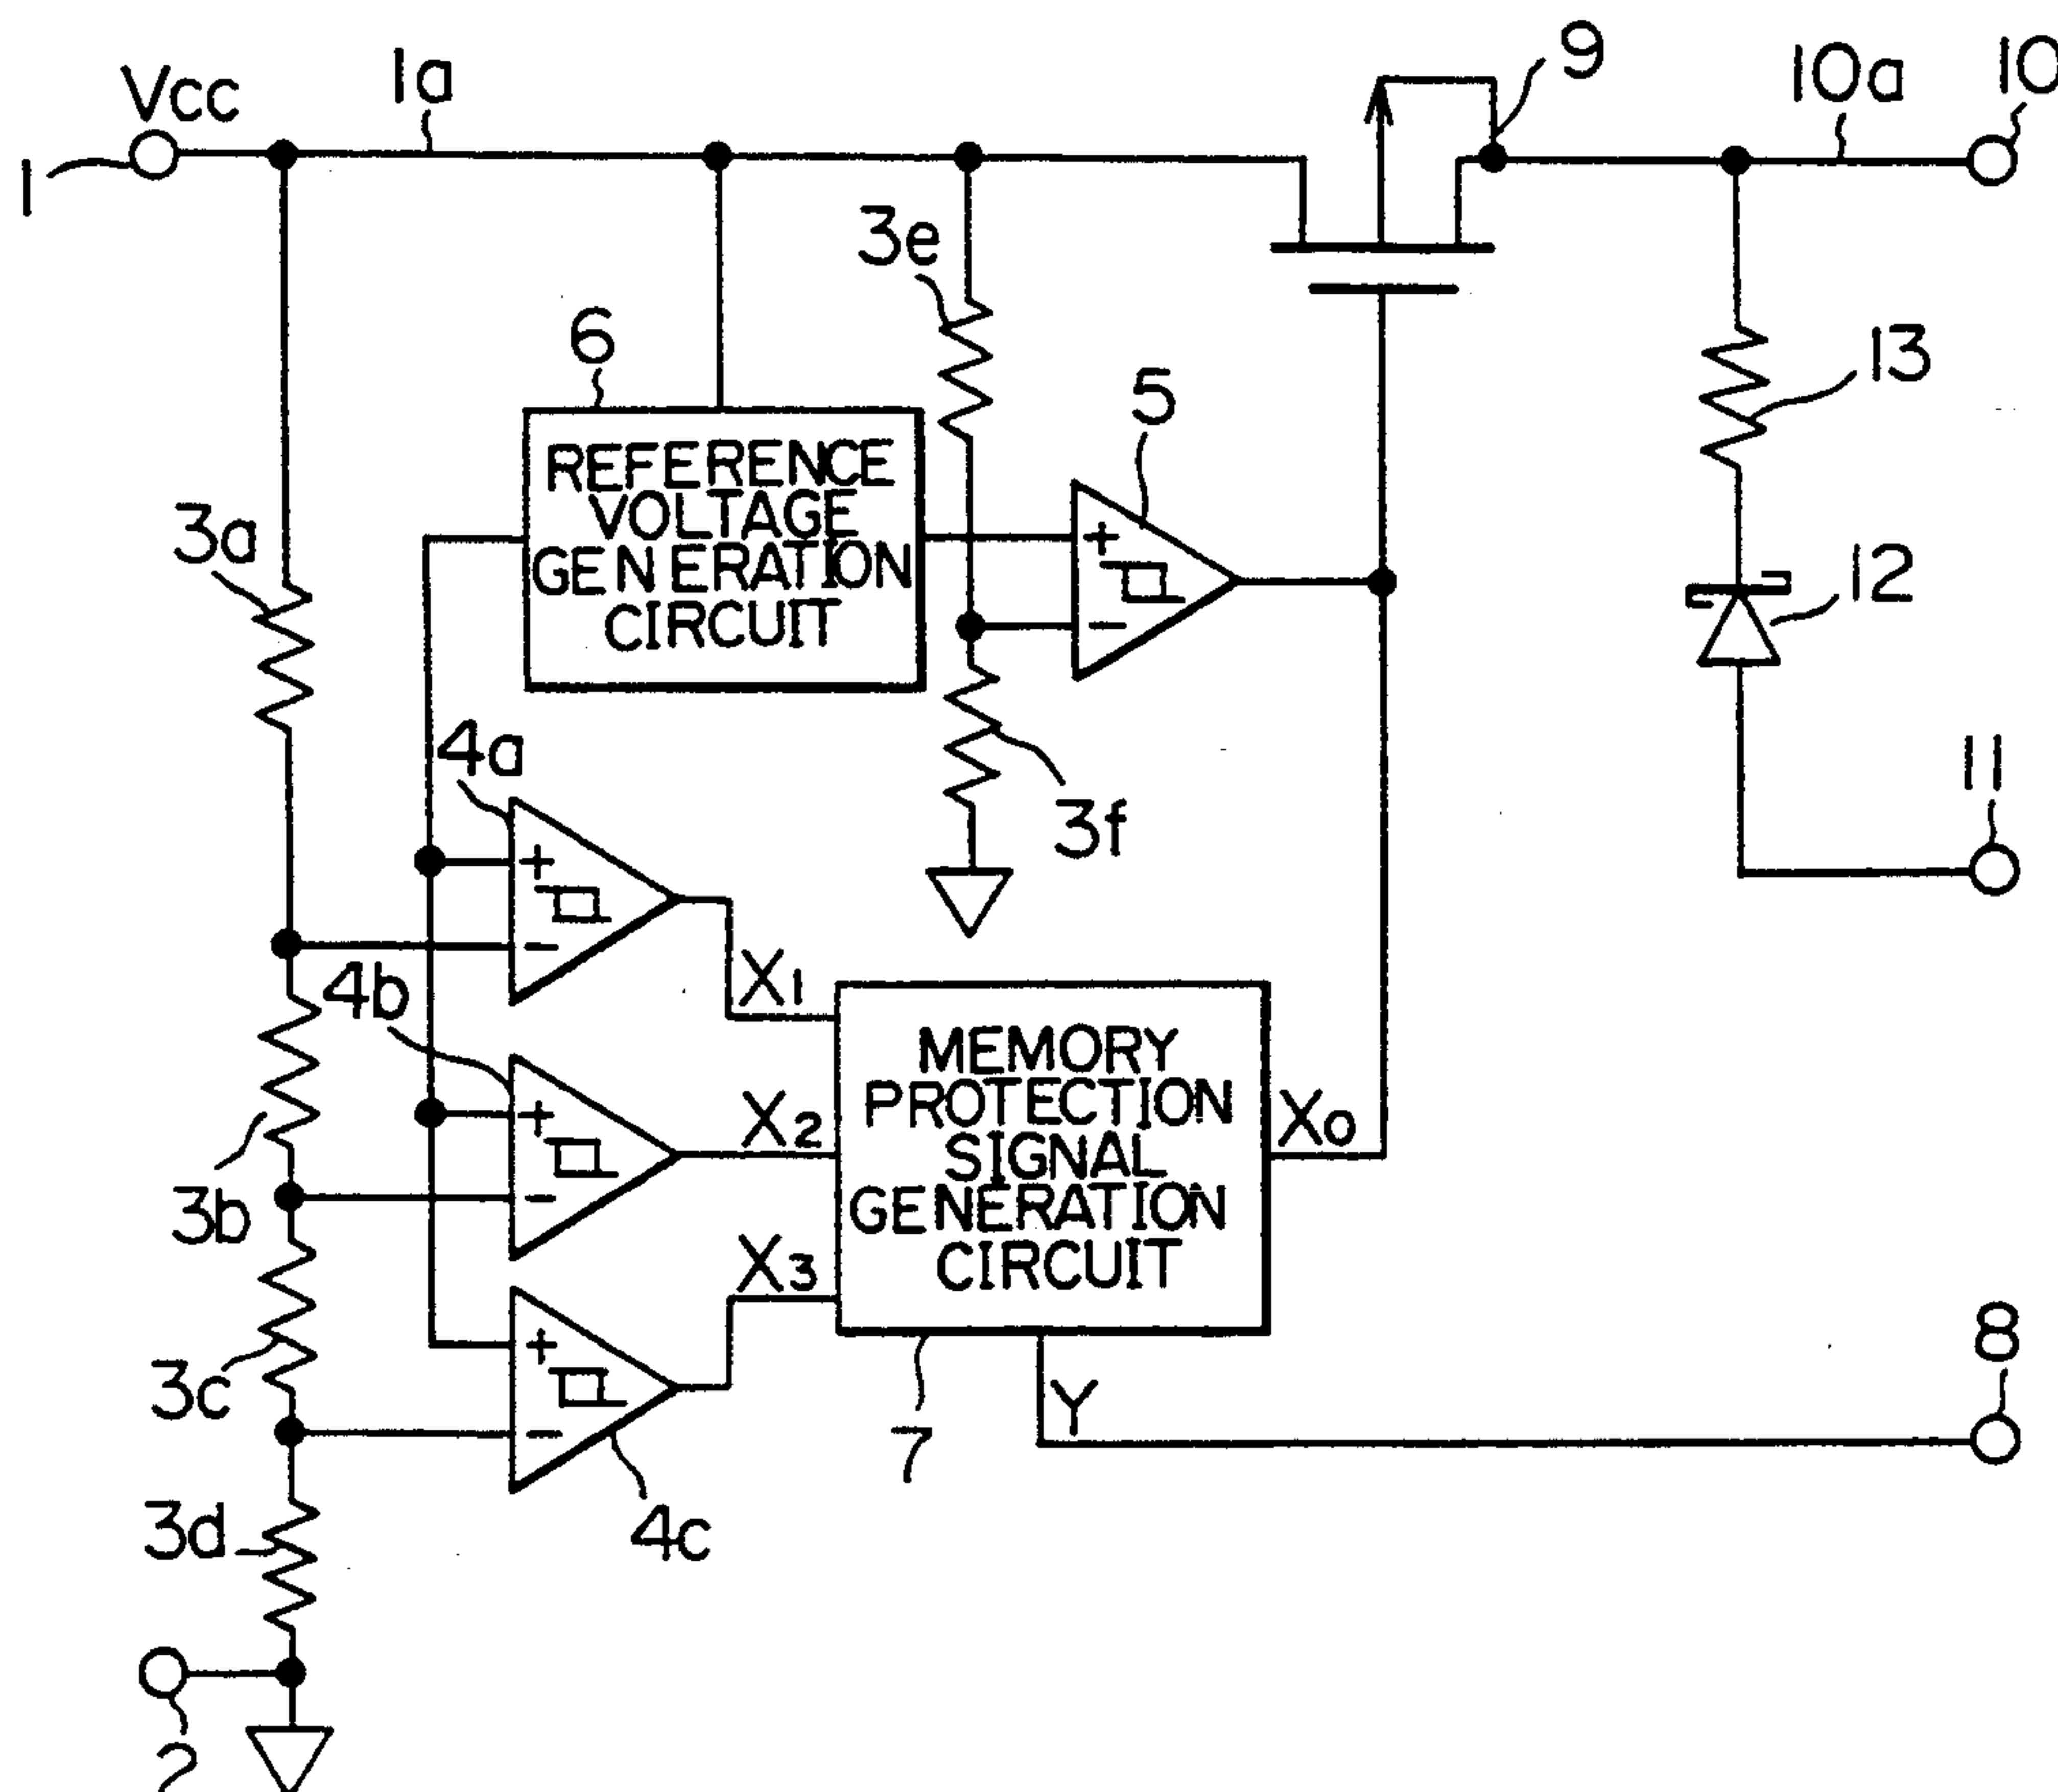 9
10
1a
10a
Vcc
1
3e
6
13
5
REFERENCE
VOLTAGE
GENERATION
CIRCUIT
3a
12
4a
11
3f
4b
X1
MEMORY
PROTECTION
SIGNAL
GENERATION
CIRCUIT
X2
X0
3b
X3
8
3c
Y
7
3d
4c
2
+
−
+
−
+
−
+
−